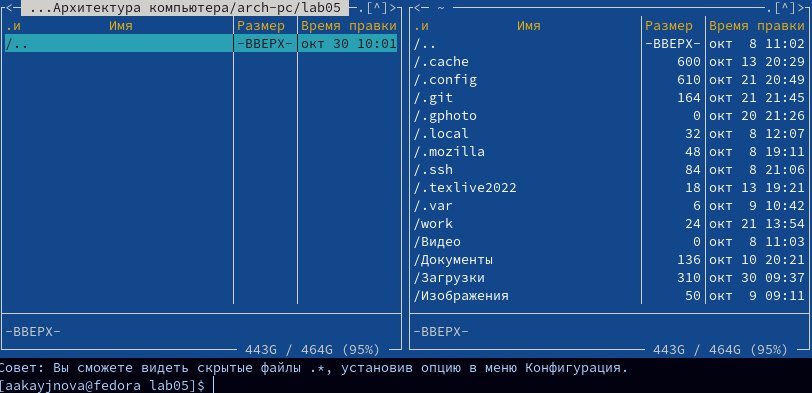 <— ...Архитектура компьютера/arch-pc/lab05 —.[^]>
.и Имя Размер Время правки
/.. -ВВЕРХ- окт 30 10:01
-ВВЕРХ-
443G / 464G (95%)
<— ~ —.[^]>
.и Имя Размер Время правки
/.. -ВВЕРХ- окт 8 11:02
/.cache 600 окт 13 20:29
/.config 610 окт 21 20:49
/.git 164 окт 21 21:45
/.gphoto 0 окт 20 21:26
/.local 32 окт 8 12:07
/.mozilla 48 окт 8 19:11
/.ssh 84 окт 8 21:06
/.texlive2022 18 окт 13 19:21
/.var 6 окт 9 10:42
/work 24 окт 21 13:54
/Видео 0 окт 8 11:03
/Документы 136 окт 10 20:21
/Загрузки 310 окт 30 09:37
/Изображения 50 окт 9 09:11
-ВВЕРХ-
443G / 464G (95%)
Совет: Вы сможете видеть скрытые файлы .*, установив опцию в меню Конфигурация.
[aakayjnova@fedora lab05]$